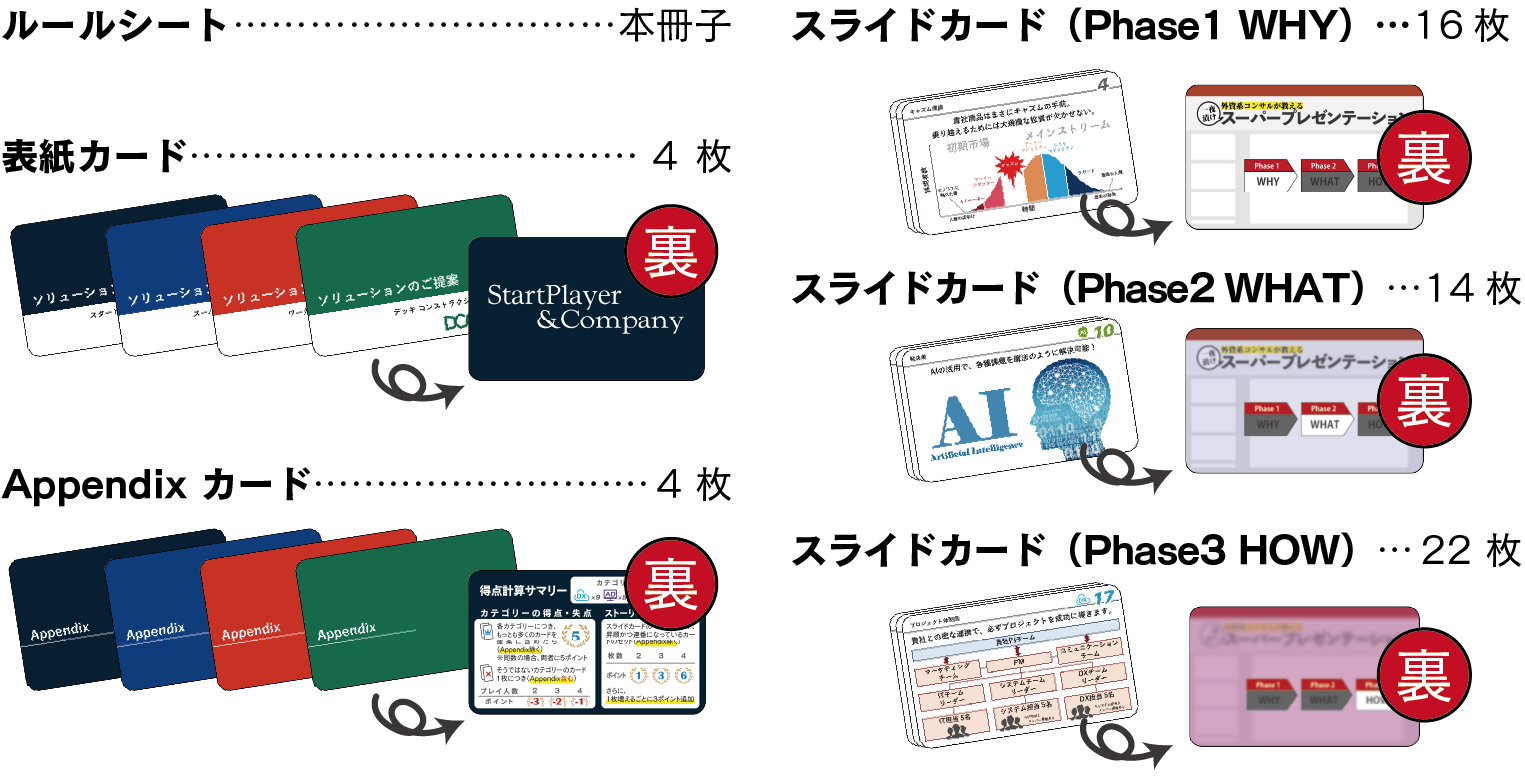 ルールシート……………………………本冊子
表紙カード……………………………… 4 枚
ソリューション
スター
ソリューション
スー
ソリューシ
ワー
ソリューションのご提案
デッキ コンストラクシ
StartPlayer
&Company
裏
Appendix カード……………………… 4 枚
Appendix
Appendix
Appendix
Appendix
得点計算サマリー
カテゴリ
DX ×9 AD
カテゴリーの得点・失点
各カテゴリーにつき、
もっとも多くのカードを
(Appendix除く)
※同数の場合、両者に5ポイント
5
そうではないカテゴリーのカード
1枚につき(Appendix含む)
プレイ人数 2 3 4
ポイント -3 -2 -1
ストーリ
スライドカードの
昇順かつ連番になっているカー
ドのセット(Appendix除く)
枚数 2 3 4
ポイント 1 3 6
さらに、
1枚増えるごとに3ポイント追加
裏
スライドカード（Phase1 WHY）…16 枚
キャズム理論
4
貴社商品はまさにキャズムの手前。
乗り越えるためには大規模な投資が欠かせない。
初期市場
メインストリーム
キャズム
時間
一夜漬け
外資系コンサルが教える
スーパープレゼンテーション
Phase 1
WHY
Phase 2
WHAT
P
HO
裏
スライドカード（Phase2 WHAT）…14 枚
解決策
AI 10
AIの活用で、各種課題を魔法のように解決可能！
AI
Artificial Intelligence
一夜漬け
外資系コンサルが教える
スーパープレゼンテーション
Phase 1
WHY
Phase 2
WHAT
P
HO
裏
スライドカード（Phase3 HOW）… 22 枚
プロジェクト体制図
DX 17
貴社との密な連携で、必ずプロジェクトを成功に導きます。
貴社PJチーム
マーケティング
チーム
PM
コミュニケーション
チーム
ITチーム
リーダー
システムチーム
リーダー
DXチーム
リーダー
IT担当 5名
システム担当 5名
DX担当 5名
Phase 1
WHY
Phase 2
WHAT
P
HOW
裏